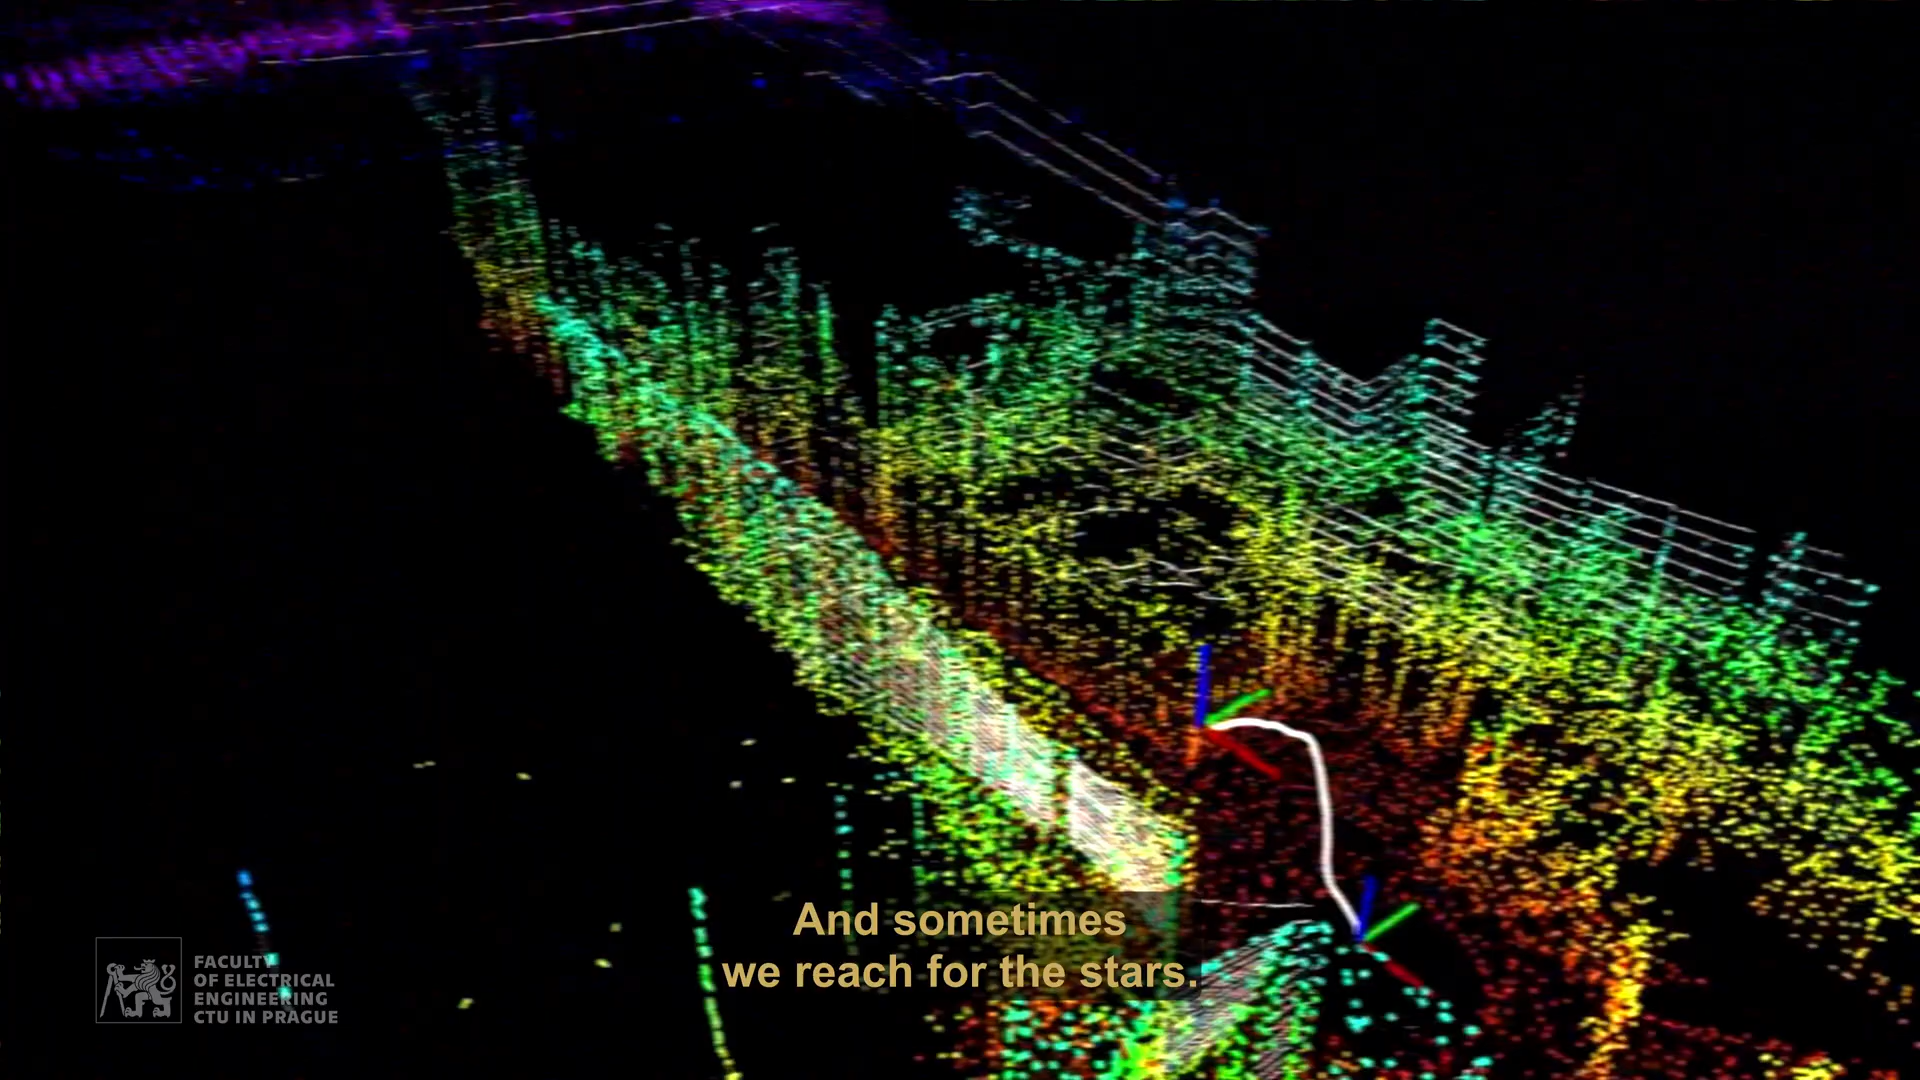 And sometimes
we reach for the stars.
FACULTY
OF ELECTRICAL
ENGINEERING
CTU IN PRAGUE